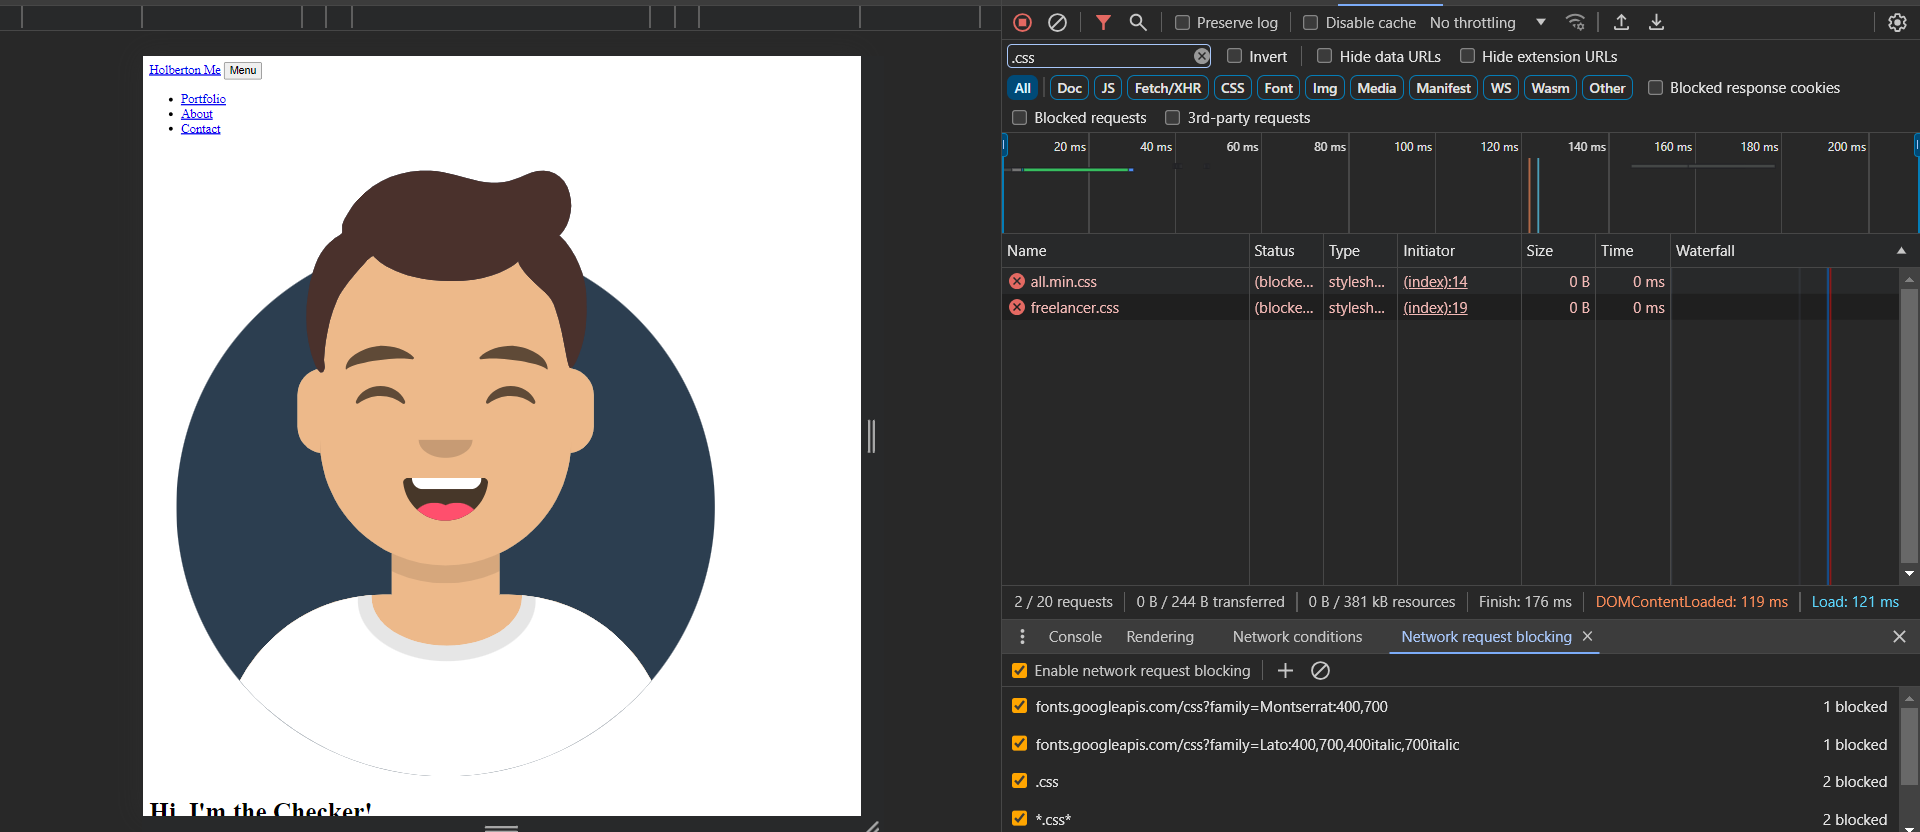 Holberton Me Menu
Portfolio
About
Contact
Hi, I'm the Checker!
Preserve log Disable cache No throttling
.css Invert Hide data URLs Hide extension URLs
All Doc JS Fetch/XHR CSS Font Img Media Manifest WS Wasm Other Blocked response cookies
Blocked requests 3rd-party requests
20 ms 40 ms 60 ms 80 ms 100 ms 120 ms 140 ms 160 ms 180 ms 200 ms
Name Status Type Initiator Size Time Waterfall
all.min.css (blocke... stylesh... (index):14 0 B 0 ms
freelancer.css (blocke... stylesh... (index):19 0 B 0 ms
2 / 20 requests 0 B / 244 B transferred 0 B / 381 kB resources Finish: 176 ms DOMContentLoaded: 119 ms Load: 121 ms
Console Rendering Network conditions Network request blocking
Enable network request blocking
fonts.googleapis.com/css?family=Montserrat:400,700 1 blocked
fonts.googleapis.com/css?family=Lato:400,700,400italic,700italic 1 blocked
.css 2 blocked
*.css* 2 blocked